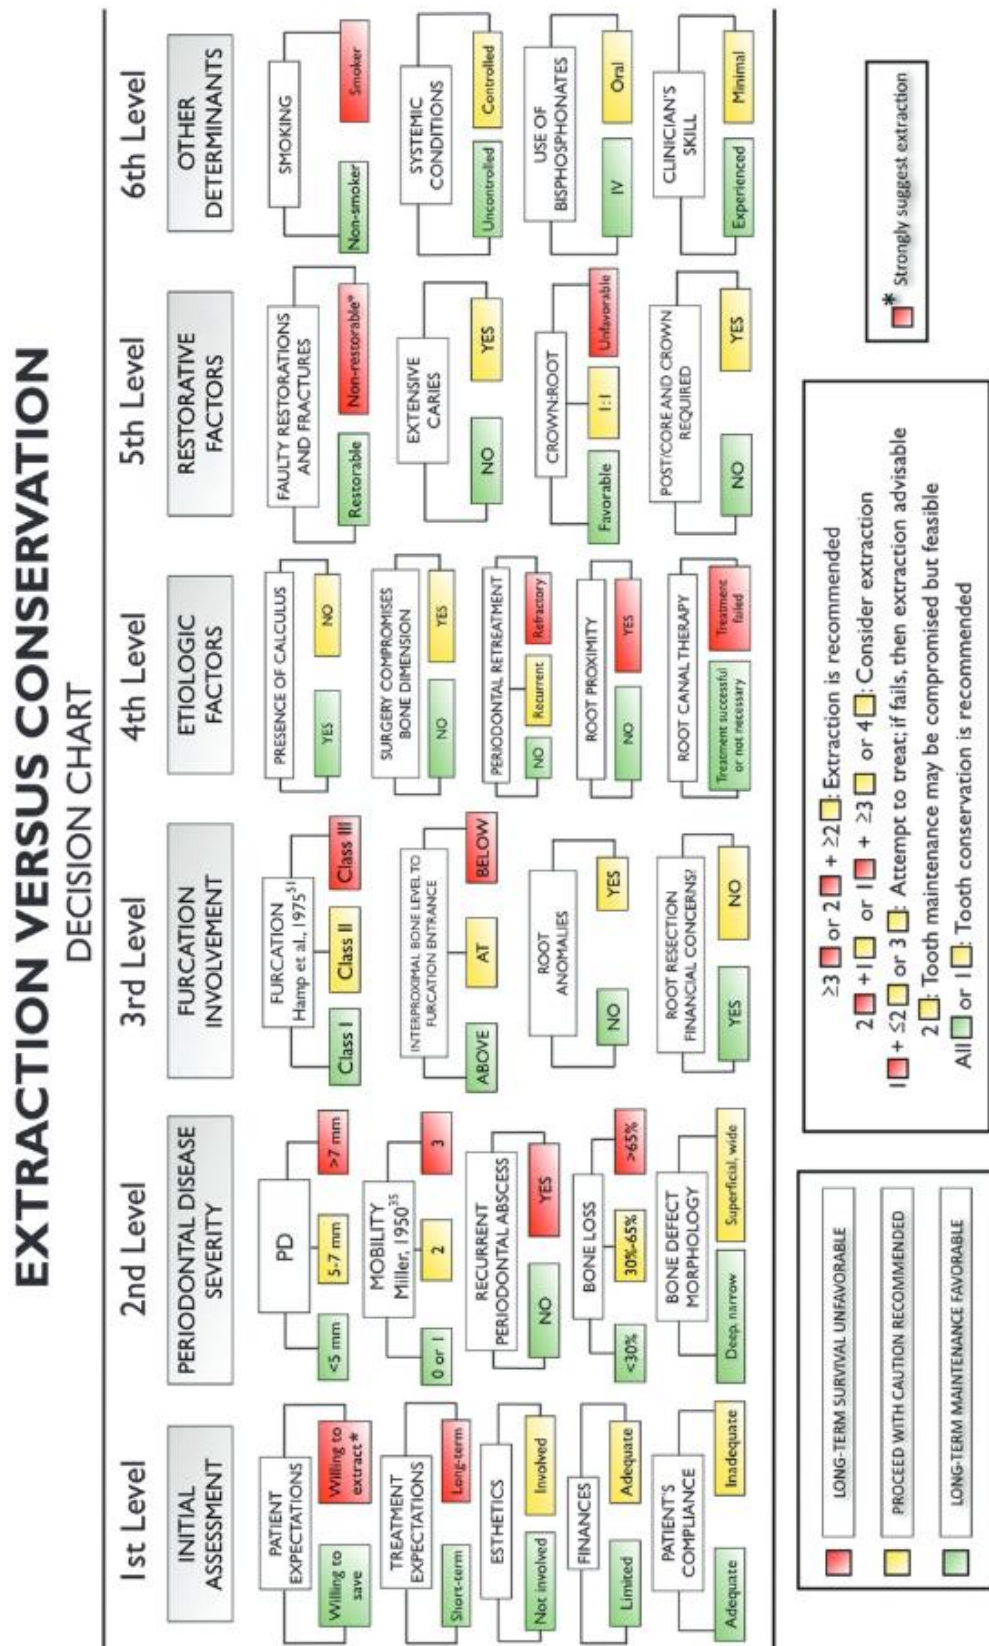 EXTRACTION VERSUS CONSERVATION
DECISION CHART
1st Level
INITIAL
ASSESSMENT
PATIENT
EXPECTATIONS
Willing to
save
Willing to
extract*
TREATMENT
EXPECTATIONS
Short-term
Long-term
ESTHETICS
Not involved
Involved
FINANCES
Limited
Adequate
PATIENT'S
COMPLIANCE
Adequate
Inadequate
2nd Level
PERIODONTAL DISEASE
SEVERITY
PD
<5 mm
5-7 mm
>7 mm
MOBILITY
Miller, 1950³⁵
0 or 1
2
3
RECURRENT
PERIODONTAL ABSCESS
NO
YES
BONE LOSS
<30%
30%-65%
>65%
BONE DEFECT
MORPHOLOGY
Deep, narrow
Superficial, wide
3rd Level
FURCATION
INVOLVEMENT
FURCATION
Hamp et al., 1975⁵¹
Class I
Class II
Class III
INTERPROXIMAL BONE LEVEL TO
FURCATION ENTRANCE
ABOVE
AT
BELOW
ROOT
ANOMALIES
NO
YES
ROOT RESECTION
FINANCIAL CONCERNS?
YES
NO
4th Level
ETIOLOGIC
FACTORS
PRESENCE OF CALCULUS
YES
NO
SURGERY COMPROMISES
BONE DIMENSION
NO
YES
PERIODONTAL RETREATMENT
NO
Recurrent
Refractory
ROOT PROXIMITY
NO
YES
ROOT CANAL THERAPY
Treatment successful
or not necessary
Treatment
failed
5th Level
RESTORATIVE
FACTORS
FAULTY RESTORATIONS
AND FRACTURES
Restorable
Non-restorable*
EXTENSIVE
CARIES
NO
YES
CROWN:ROOT
Favorable
1:1
Unfavorable
POST/CORE AND CROWN
REQUIRED
NO
YES
6th Level
OTHER
DETERMINANTS
SMOKING
Non-smoker
Smoker
SYSTEMIC
CONDITIONS
Uncontrolled
Controlled
USE OF
BISPHOSPHONATES
IV
Oral
CLINICIAN'S
SKILL
Experienced
Minimal
LONG-TERM SURVIVAL UNFAVORABLE
PROCEED WITH CAUTION RECOMMENDED
LONG-TERM MAINTENANCE FAVORABLE
≥3 or 2 + ≥2 : Extraction is recommended
2 +1 or 1 + ≥3 or 4 : Consider extraction
1 + ≤2 or 3 : Attempt to treat; if fails, then extraction advisable
2 : Tooth maintenance may be compromised but feasible
All or 1 : Tooth conservation is recommended
* Strongly suggest extraction